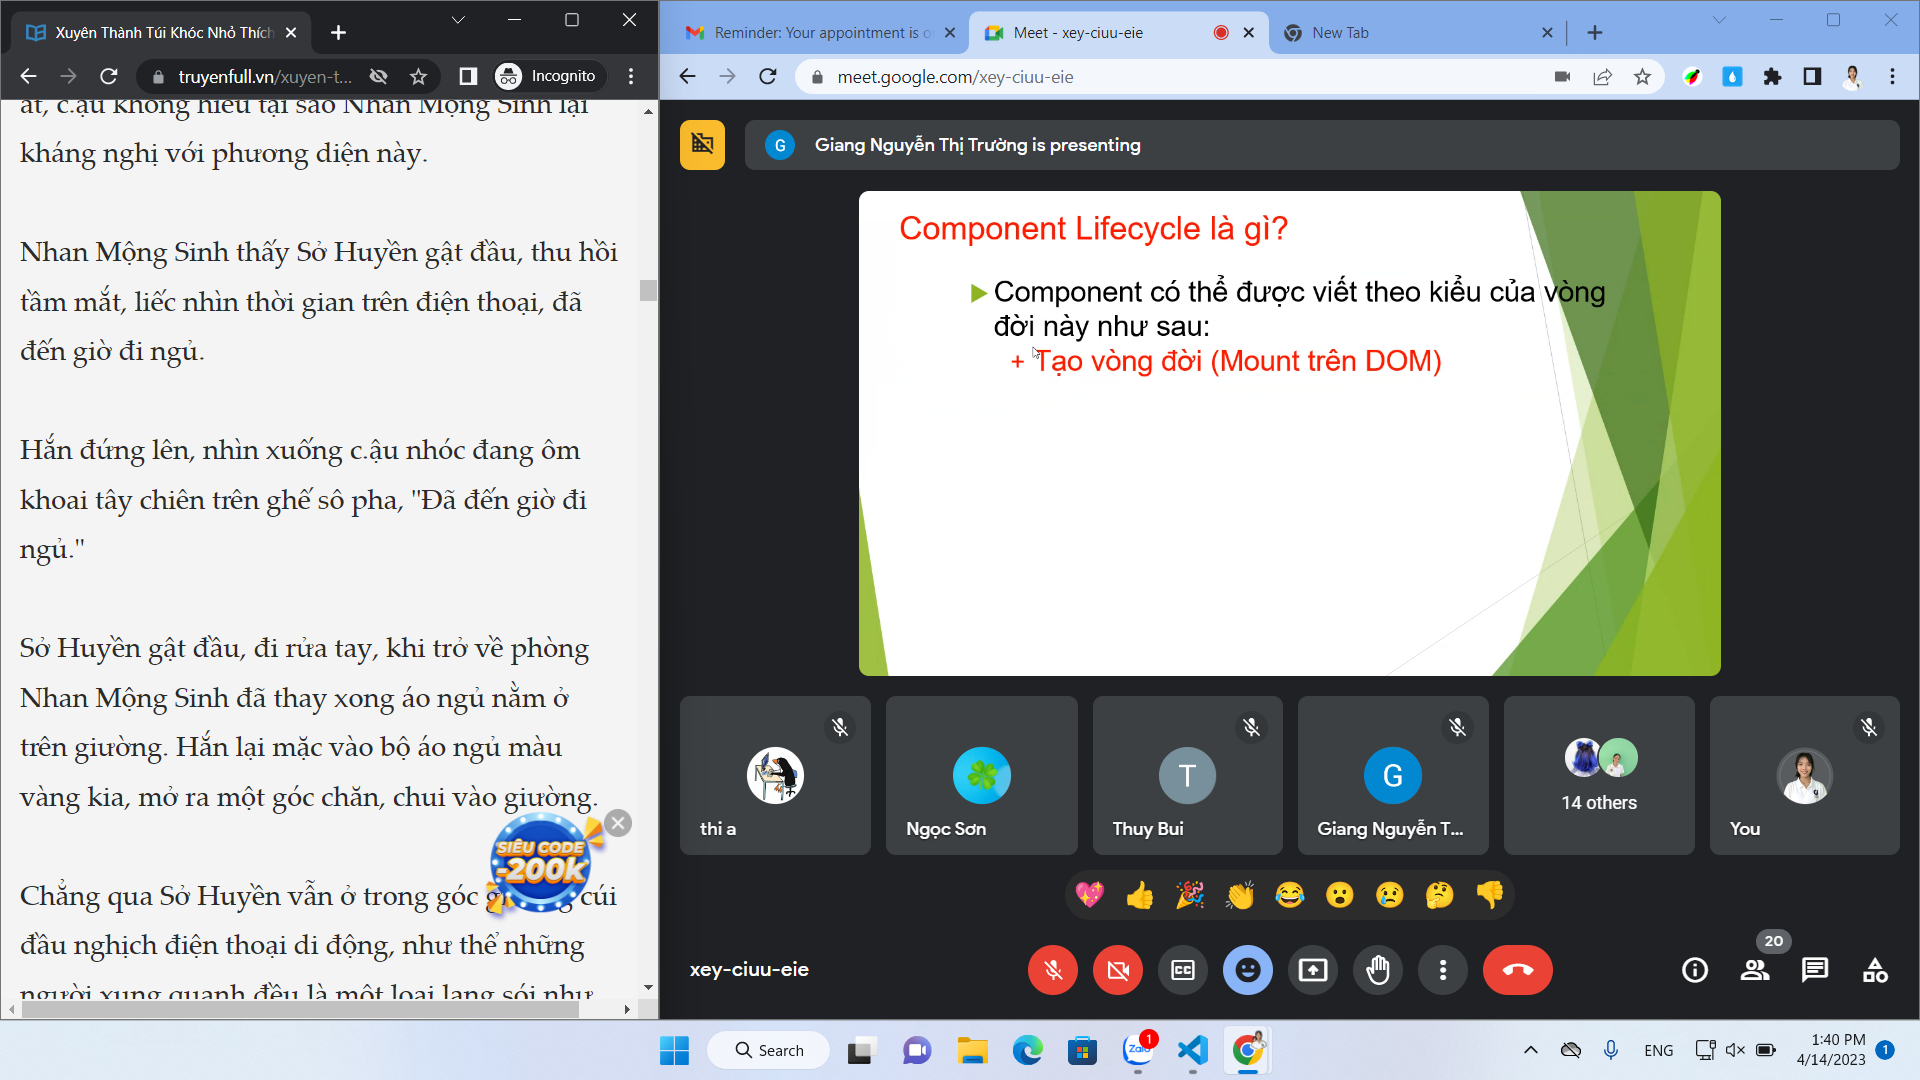 Xuyên Thành Túi Khóc Nhỏ Thích
truyenfull.vn/xuyen-t...
Incognito
ất, c.ậu không hiểu tại sao Nhan Mộng Sinh lại
kháng nghị với phương diện này.
Nhan Mộng Sinh thấy Sở Huyền gật đầu, thu hồi
tầm mắt, liếc nhìn thời gian trên điện thoại, đã
đến giờ đi ngủ.
Hắn đứng lên, nhìn xuống c.ậu nhóc đang ôm
khoai tây chiên trên ghế sô pha, "Đã đến giờ đi
ngủ."
Sở Huyền gật đầu, đi rửa tay, khi trở về phòng
Nhan Mộng Sinh đã thay xong áo ngủ nằm ở
trên giường. Hắn lại mặc vào bộ áo ngủ màu
vàng kia, mở ra một góc chăn, chui vào giường.
SIÊU CODE
-200K
Chẳng qua Sở Huyền vẫn ở trong góc g g cúi
đầu nghịch điện thoại di động, như thể những
người xung quanh đều là một loại lang sói như
Reminder: Your appointment is o
Meet - xey-ciuu-eie
New Tab
meet.google.com/xey-ciuu-eie
G
Giang Nguyễn Thị Trường is presenting
Component Lifecycle là gì?
Component có thể được viết theo kiểu của vòng
đời này như sau:
+ Tạo vòng đời (Mount trên DOM)
thi a
Ngọc Sơn
T
Thuy Bui
G
Giang Nguyễn T...
14 others
You
xey-ciuu-eie
CC
20
Search
Zalo
1
ENG
1:40 PM
4/14/2023
1